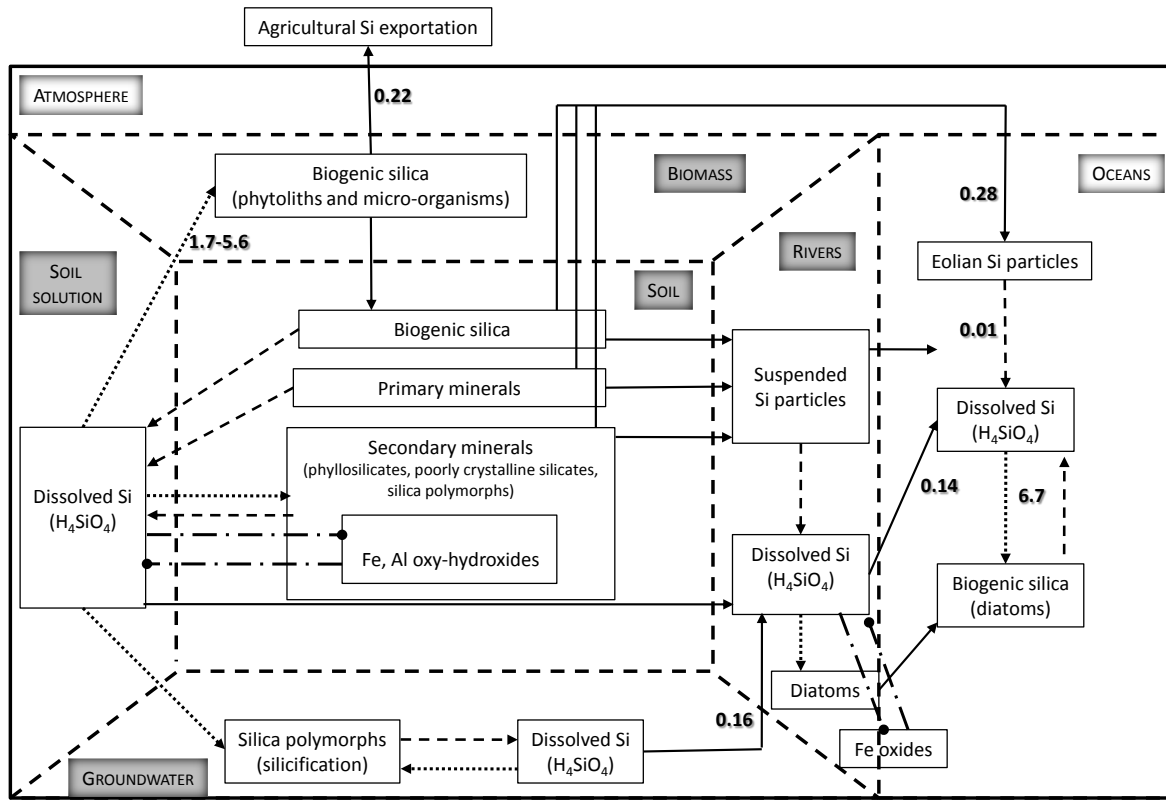 Agricultural Si exportation
ATMOSPHERE
0.22
Biogenic silica
(phytoliths and micro-organisms)
BIOMASS
OCEANS
0.28
1.7-5.6
RIVERS
SOIL
SOLUTION
SOIL
Eolian Si particles
Biogenic silica
0.01
Primary minerals
Suspended
Si particles
Dissolved Si
(H₄SiO₄)
Secondary minerals
(phyllosilicates, poorly crystalline silicates,
silica polymorphs)
Dissolved Si
(H₄SiO₄)
0.14
6.7
Fe, Al oxy-hydroxides
Dissolved Si
(H₄SiO₄)
Biogenic silica
(diatoms)
Diatoms
0.16
Silica polymorphs
(silicification)
Dissolved Si
(H₄SiO₄)
Fe oxides
GROUNDWATER